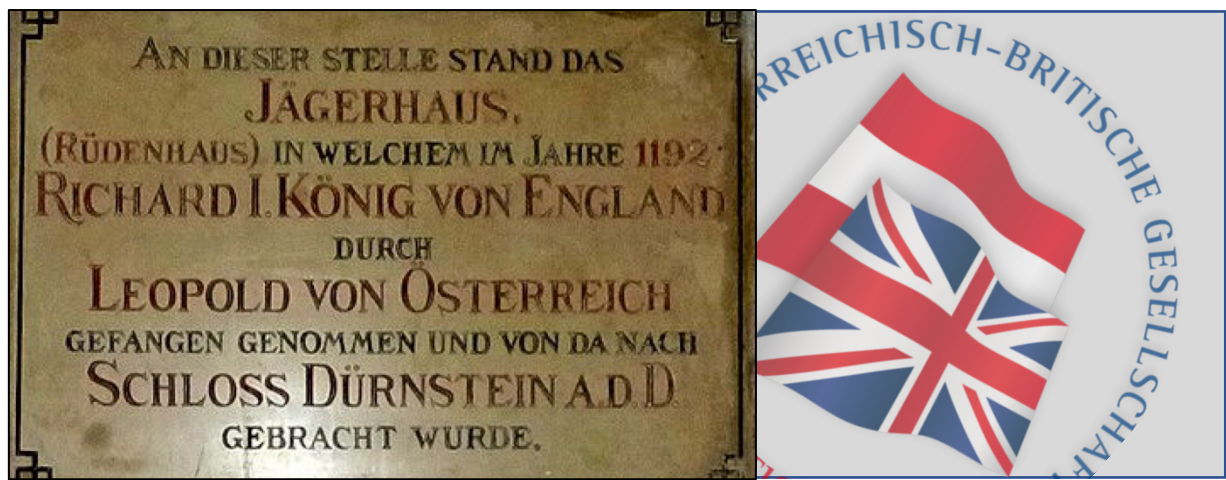 AN DIESER STELLE STAND DAS
JÄGERHAUS,
(RÜDENHAUS) IN WELCHEM IM JAHRE 1192
RICHARD I. KÖNIG VON ENGLAND
DURCH
LEOPOLD VON ÖSTERREICH
GEFANGEN GENOMMEN UND VON DA NACH
SCHLOSS DÜRNSTEIN A.D.D.
GEBRACHT WURDE.
RREICHISCH-BRITISCHE GESELLSCHAFT